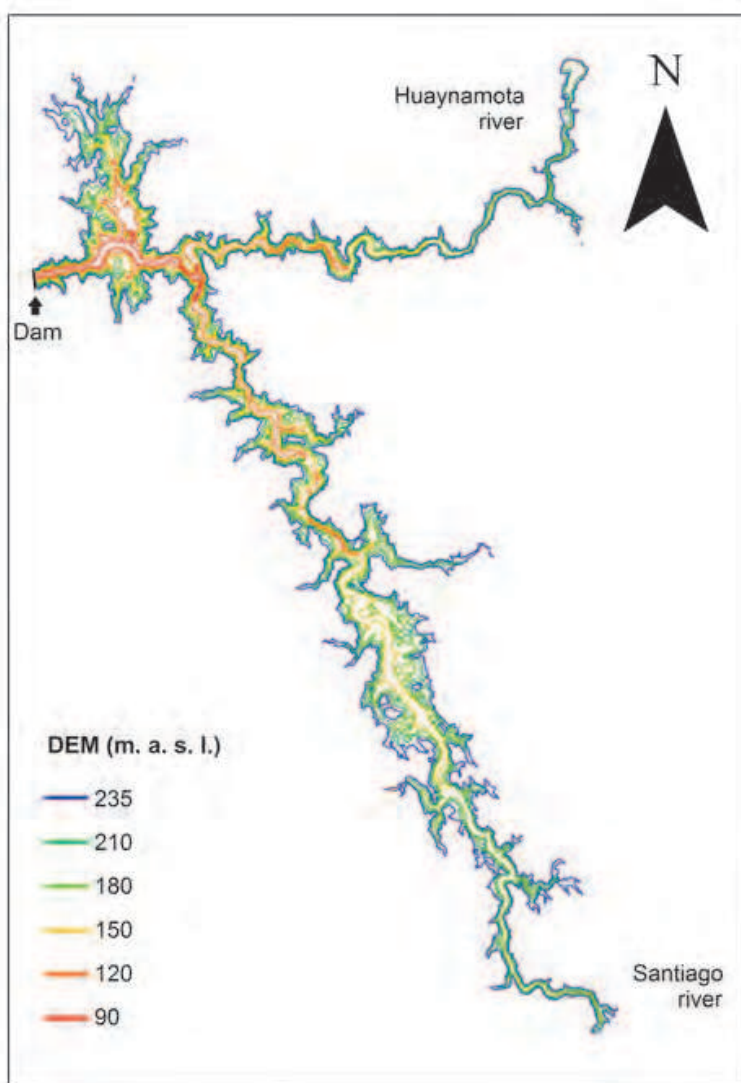 Huaynamota
river
N
Dam
DEM (m. a. s. l.)
235
210
180
150
120
90
Santiago
river